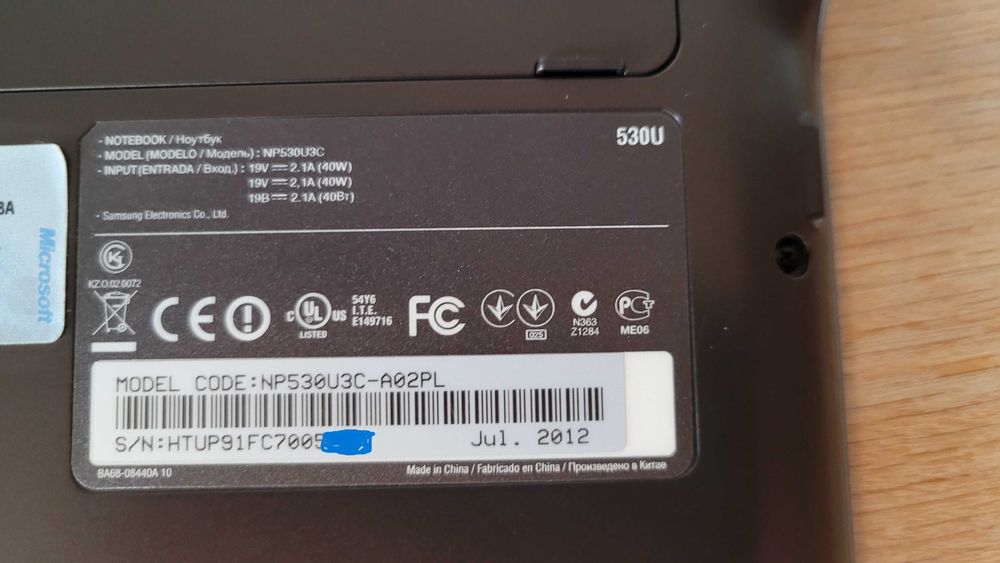 530U
- NOTEBOOK / Ноутбук
- MODEL (MODELO / Модель) : NP530U3C
- INPUT (ENTRADA / Вход.) : 19V ⎓ 2.1A (40W)
19V ⎓ 2,1A (40W)
19В ⎓ 2.1A (40Вт)
- Samsung Electronics Co., Ltd.
8A
Microsoft
KZ.O.02.0072
CE
c UL US
LISTED
54Y6
I.T.E.
E149716
FC
025
N363
Z1284
ME06
MODEL CODE:NP530U3C-A02PL
S/N:HTUP91FC7005
Jul. 2012
BA68-08440A 10
Made in China / Fabricado en China / Произведено в Китае